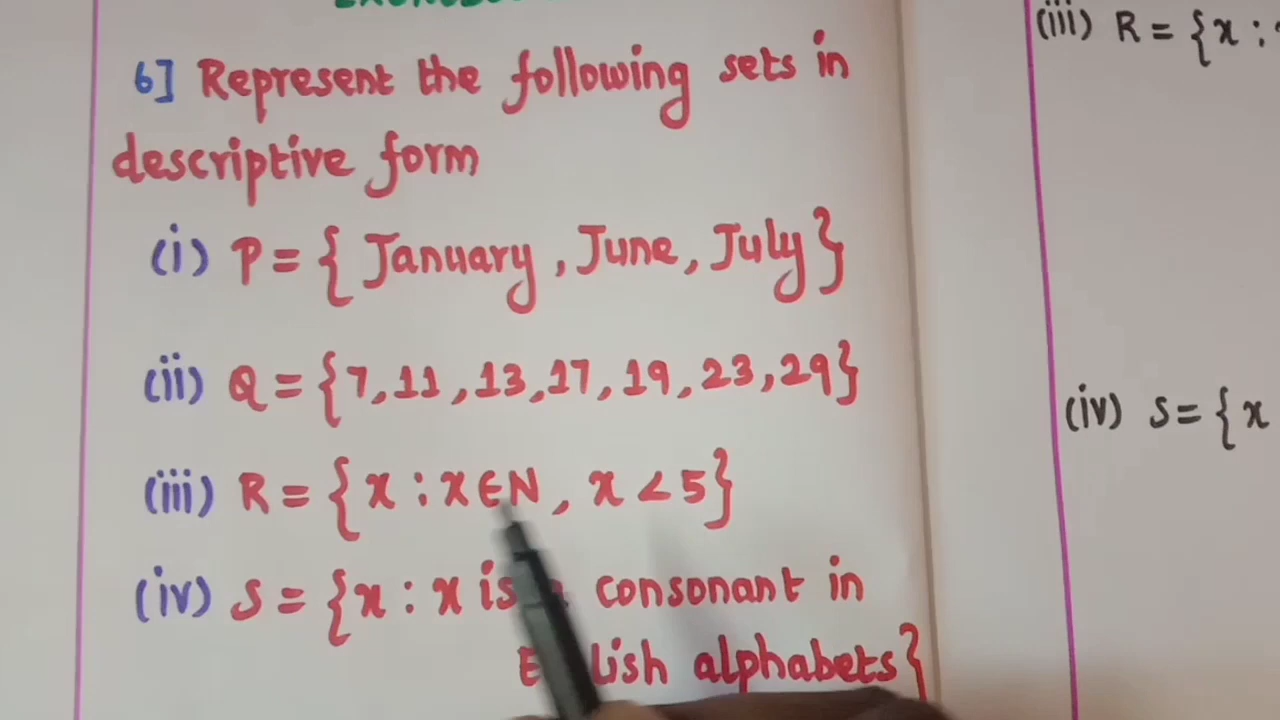 6] Represent the following sets in
descriptive form
(i) P = { January, June, July}
(ii) Q = {7, 11, 13, 17, 19, 23, 29}
(iii) R = {x : x ∈ N, x < 5}
(iv) S = {x : x is consonant in
alphabets}
(iii) R = {x :
(iv) S = {x